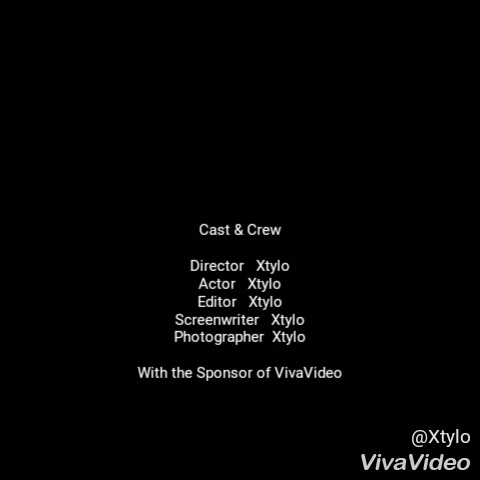 Cast & Crew
Director Xtylo
Actor Xtylo
Editor Xtylo
Screenwriter Xtylo
Photographer Xtylo
With the Sponsor of VivaVideo
@Xtylo
VivaVideo